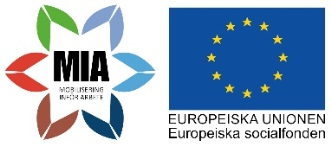 MIA
MOBILISERING
INFÖR ARBETE
EUROPEISKA UNIONEN
Europeiska socialfonden